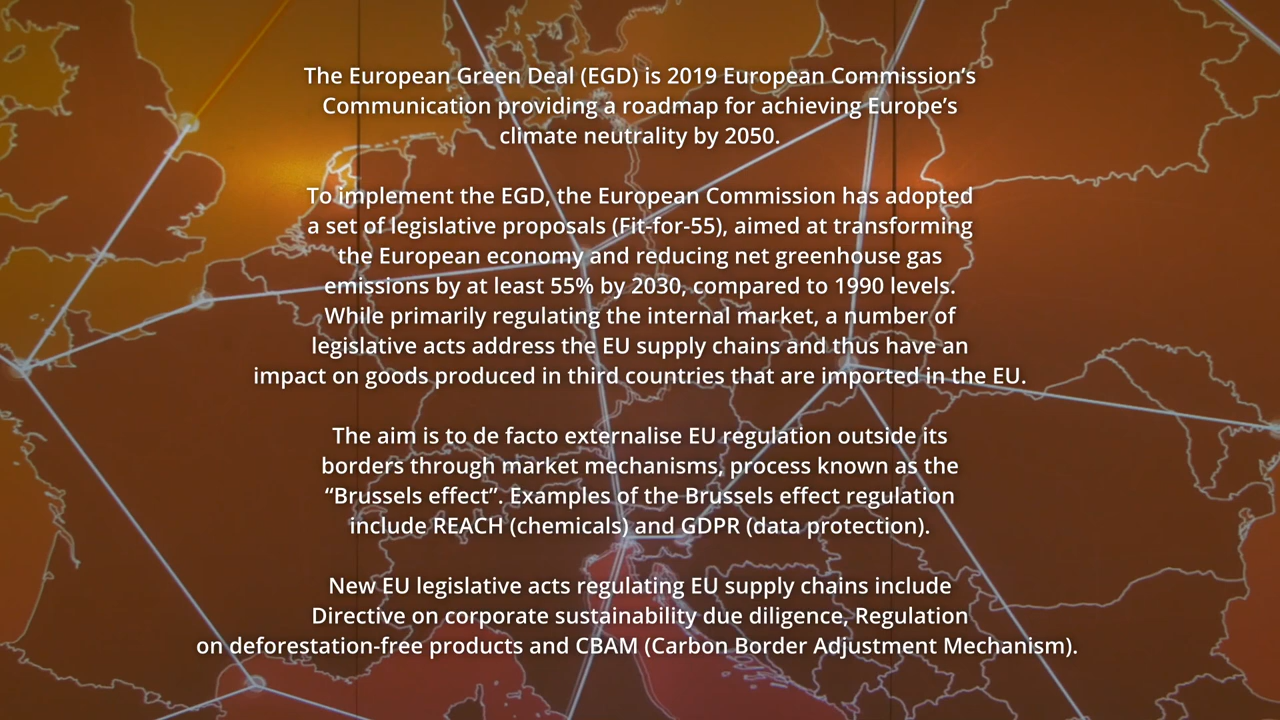 The European Green Deal (EGD) is 2019 European Commission’s
Communication providing a roadmap for achieving Europe’s
climate neutrality by 2050.
To implement the EGD, the European Commission has adopted
a set of legislative proposals (Fit-for-55), aimed at transforming
the European economy and reducing net greenhouse gas
emissions by at least 55% by 2030, compared to 1990 levels.
While primarily regulating the internal market, a number of
legislative acts address the EU supply chains and thus have an
impact on goods produced in third countries that are imported in the EU.
The aim is to de facto externalise EU regulation outside its
borders through market mechanisms, process known as the
“Brussels effect”. Examples of the Brussels effect regulation
include REACH (chemicals) and GDPR (data protection).
New EU legislative acts regulating EU supply chains include
Directive on corporate sustainability due diligence, Regulation
on deforestation-free products and CBAM (Carbon Border Adjustment Mechanism).